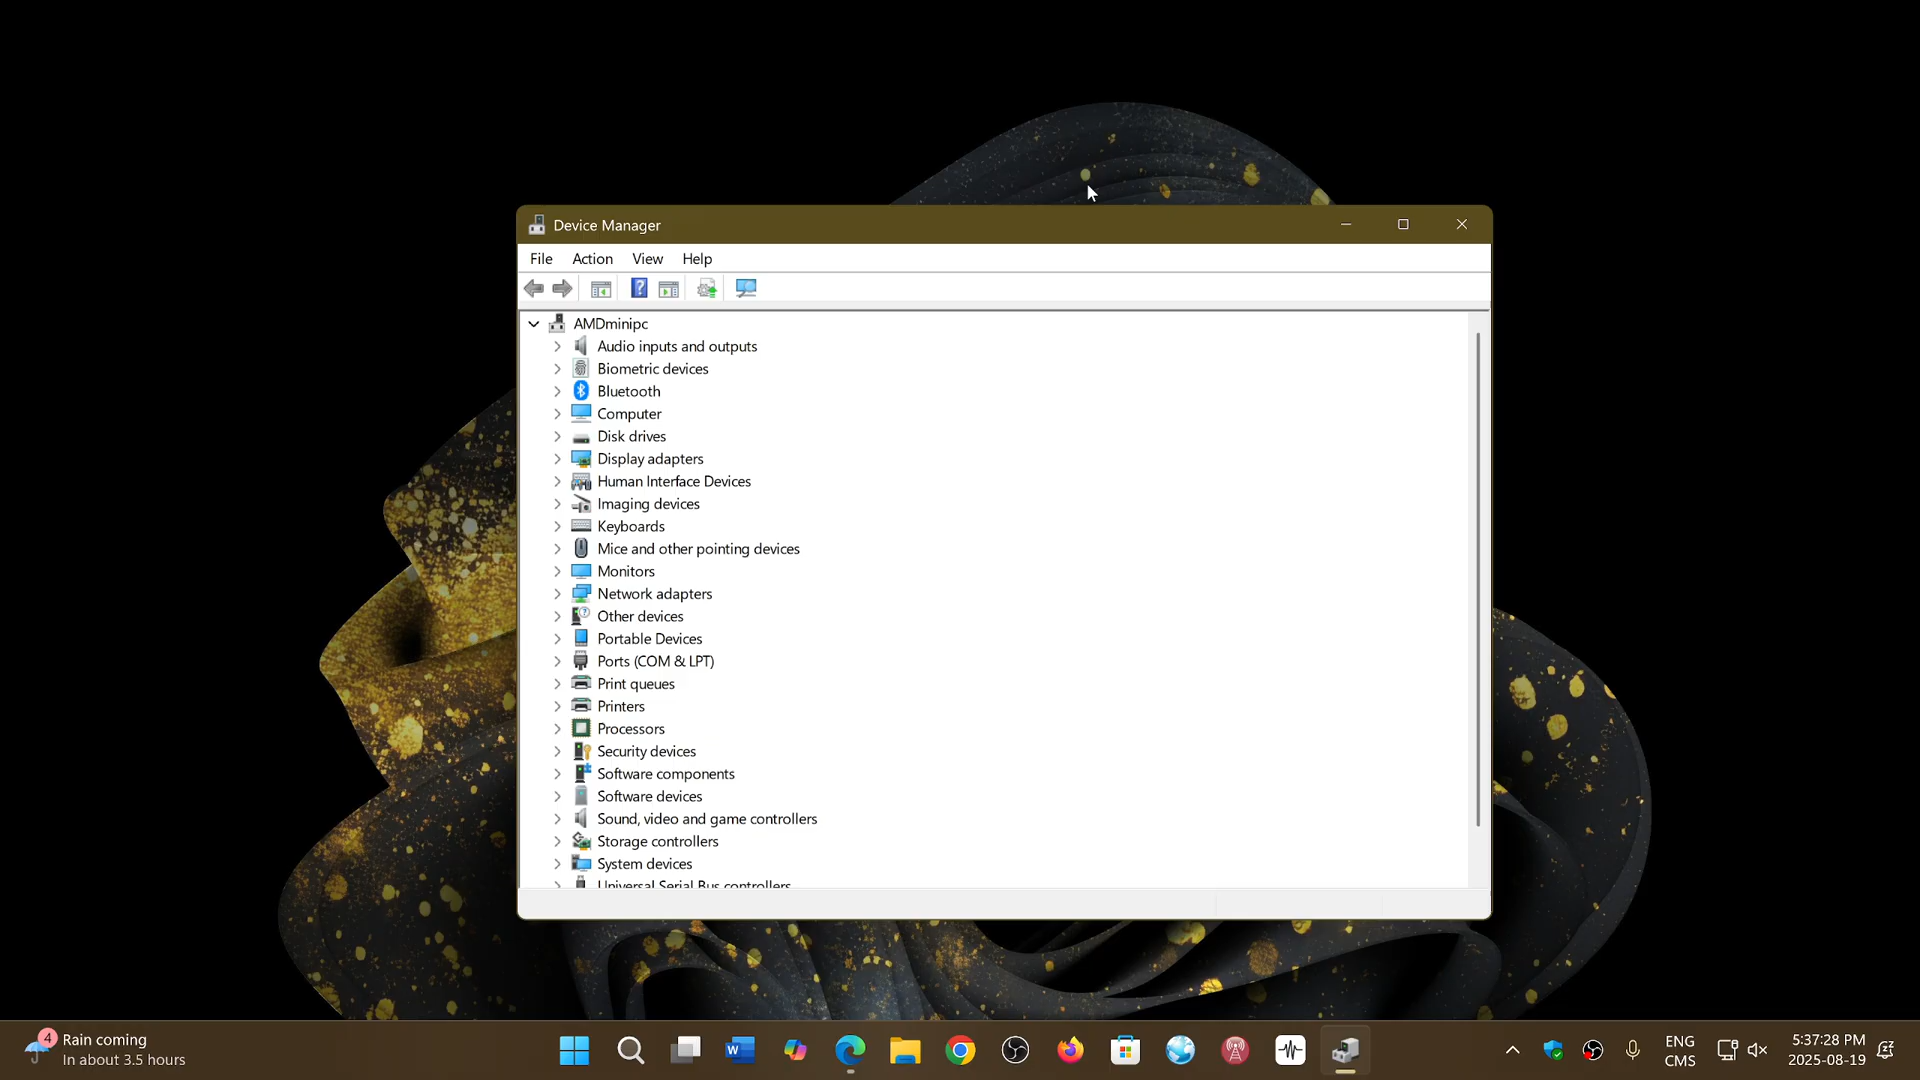 Device Manager
File Action View Help
?
AMDminipc
Audio inputs and outputs
Biometric devices
Bluetooth
Computer
Disk drives
Display adapters
Human Interface Devices
Imaging devices
Keyboards
Mice and other pointing devices
Monitors
Network adapters
Other devices
Portable Devices
Ports (COM & LPT)
Print queues
Printers
Processors
Security devices
Software components
Software devices
Sound, video and game controllers
Storage controllers
System devices
Universal Serial Bus controllers
4
Rain coming
In about 3.5 hours
W
ENG
CMS
5:37:28 PM
2025-08-19